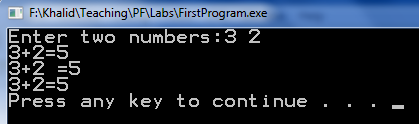 F:\Khalid\Teaching\PF\Labs\FirstProgram.exe
Enter two numbers:3 2
3+2=5
3+2 =5
3+2=5
Press any key to continue . . . _